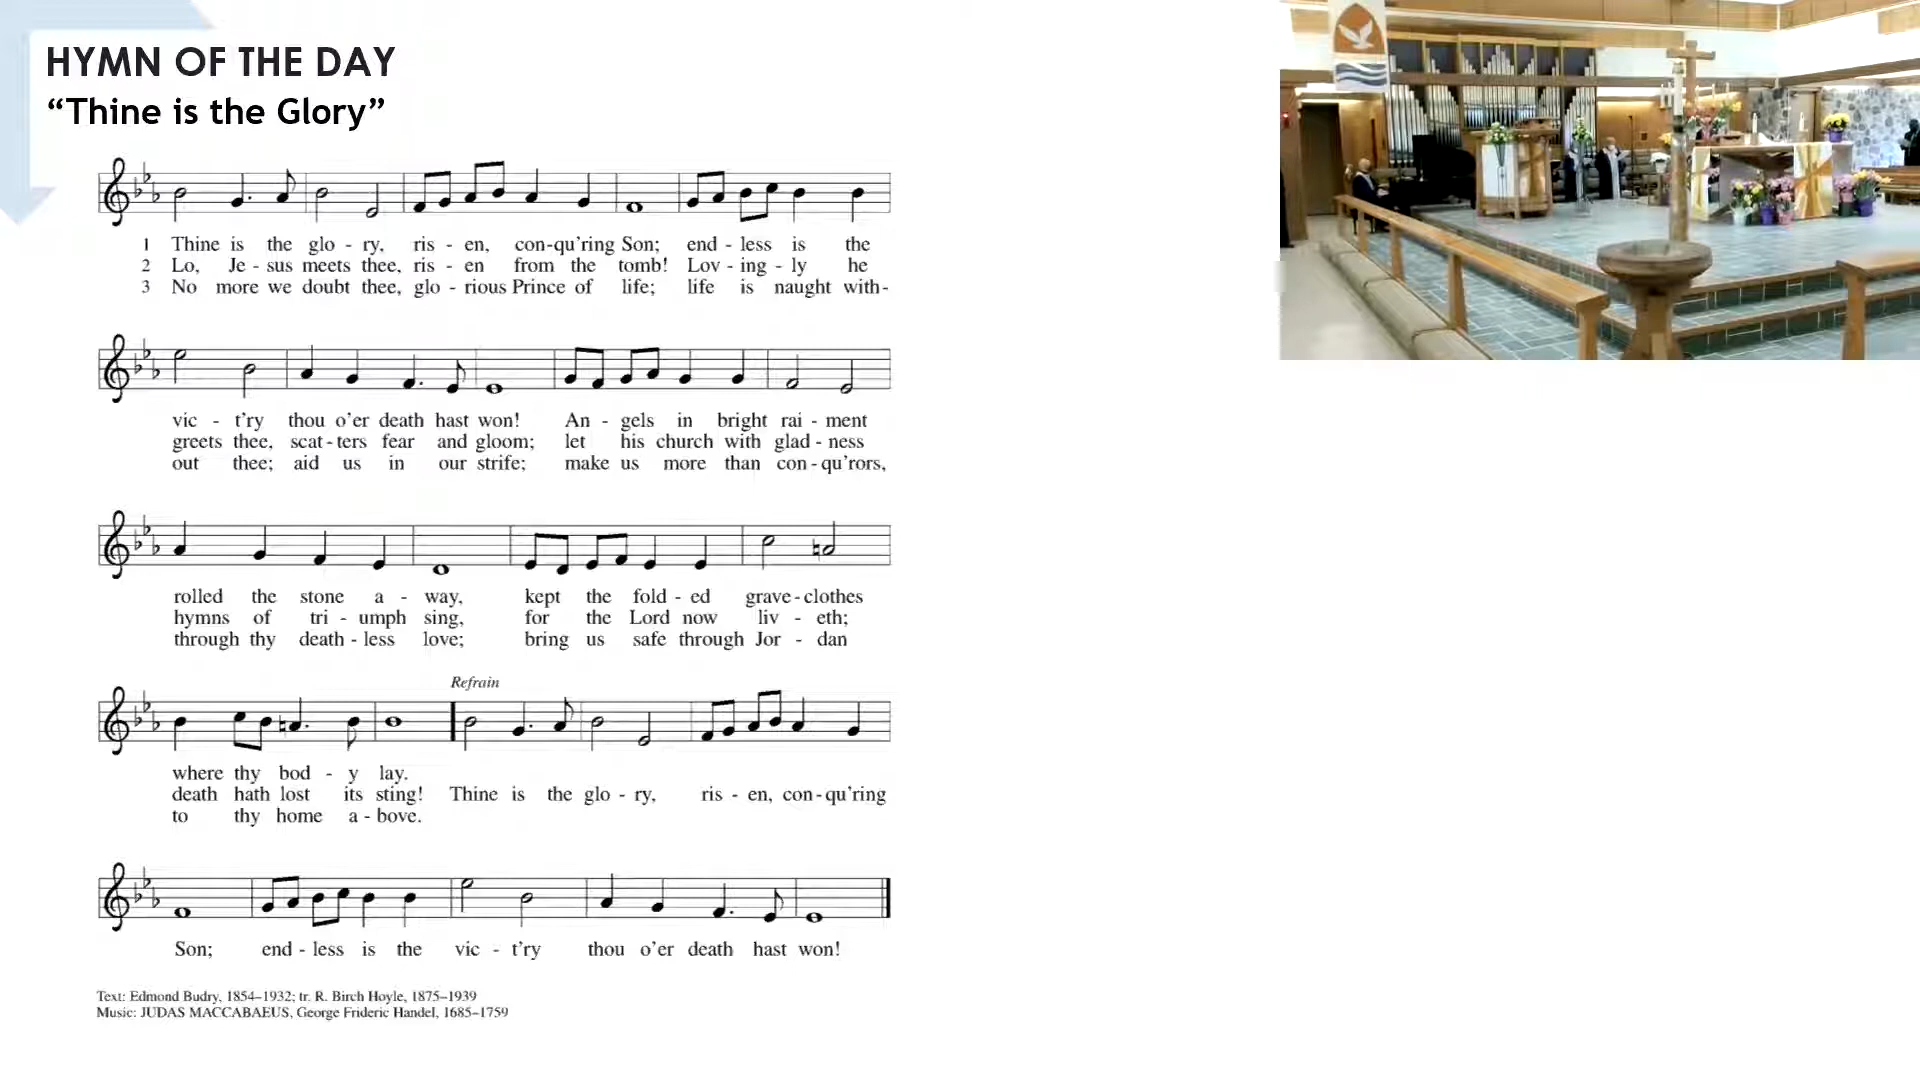 HYMN OF THE DAY
“Thine is the Glory”
1 Thine is the glo - ry, ris - en, con-qu’ring Son; end - less is the
2 Lo, Je - sus meets thee, ris - en from the tomb! Lov - ing - ly he
3 No more we doubt thee, glo - rious Prince of life; life is naught with-
vic - t’ry thou o’er death hast won! An - gels in bright rai - ment
greets thee, scat - ters fear and gloom; let his church with glad - ness
out thee; aid us in our strife; make us more than con - qu’rors,
rolled the stone a - way, kept the fold - ed grave - clothes
hymns of tri - umph sing, for the Lord now liv - eth;
through thy death - less love; bring us safe through Jor - dan
Refrain
where thy bod - y lay.
death hath lost its sting! Thine is the glo - ry, ris - en, con - qu’ring
to thy home a - bove.
Son; end - less is the vic - t’ry thou o’er death hast won!
Text: Edmond Budry, 1854–1932; tr. R. Birch Hoyle, 1875–1939
Music: JUDAS MACCABAEUS, George Frideric Handel, 1685–1759